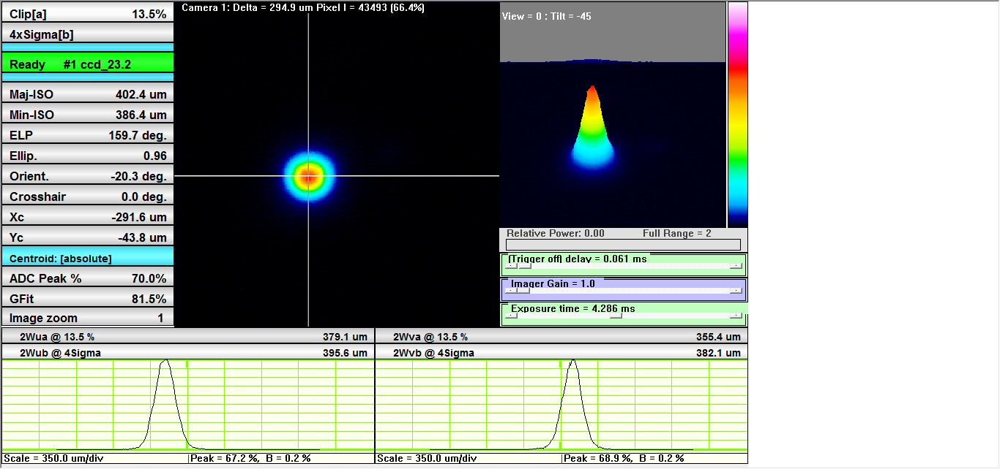 Clip[a] 13.5%
4xSigma[b]
Ready #1 ccd_23.2
Maj-ISO 402.4 um
Min-ISO 386.4 um
ELP 159.7 deg.
Ellip. 0.96
Orient. -20.3 deg.
Crosshair 0.0 deg.
Xc -291.6 um
Yc -43.8 um
Centroid: [absolute]
ADC Peak % 70.0%
GFit 81.5%
Image zoom 1
Camera 1: Delta = 294.9 um Pixel I = 43493 (66.4%)
View = 0 : Tilt = -45
Relative Power: 0.00 Full Range = 2
(Trigger off) delay = 0.061 ms
Imager Gain = 1.0
Exposure time = 4.286 ms
2Wua @ 13.5 % 379.1 um
2Wub @ 4Sigma 395.6 um
2Wva @ 13.5 % 355.4 um
2Wvb @ 4Sigma 382.1 um
Scale = 350.0 um/div Peak = 67.2 %, B = 0.2 %
Scale = 350.0 um/div Peak = 68.9 %, B = 0.2 %